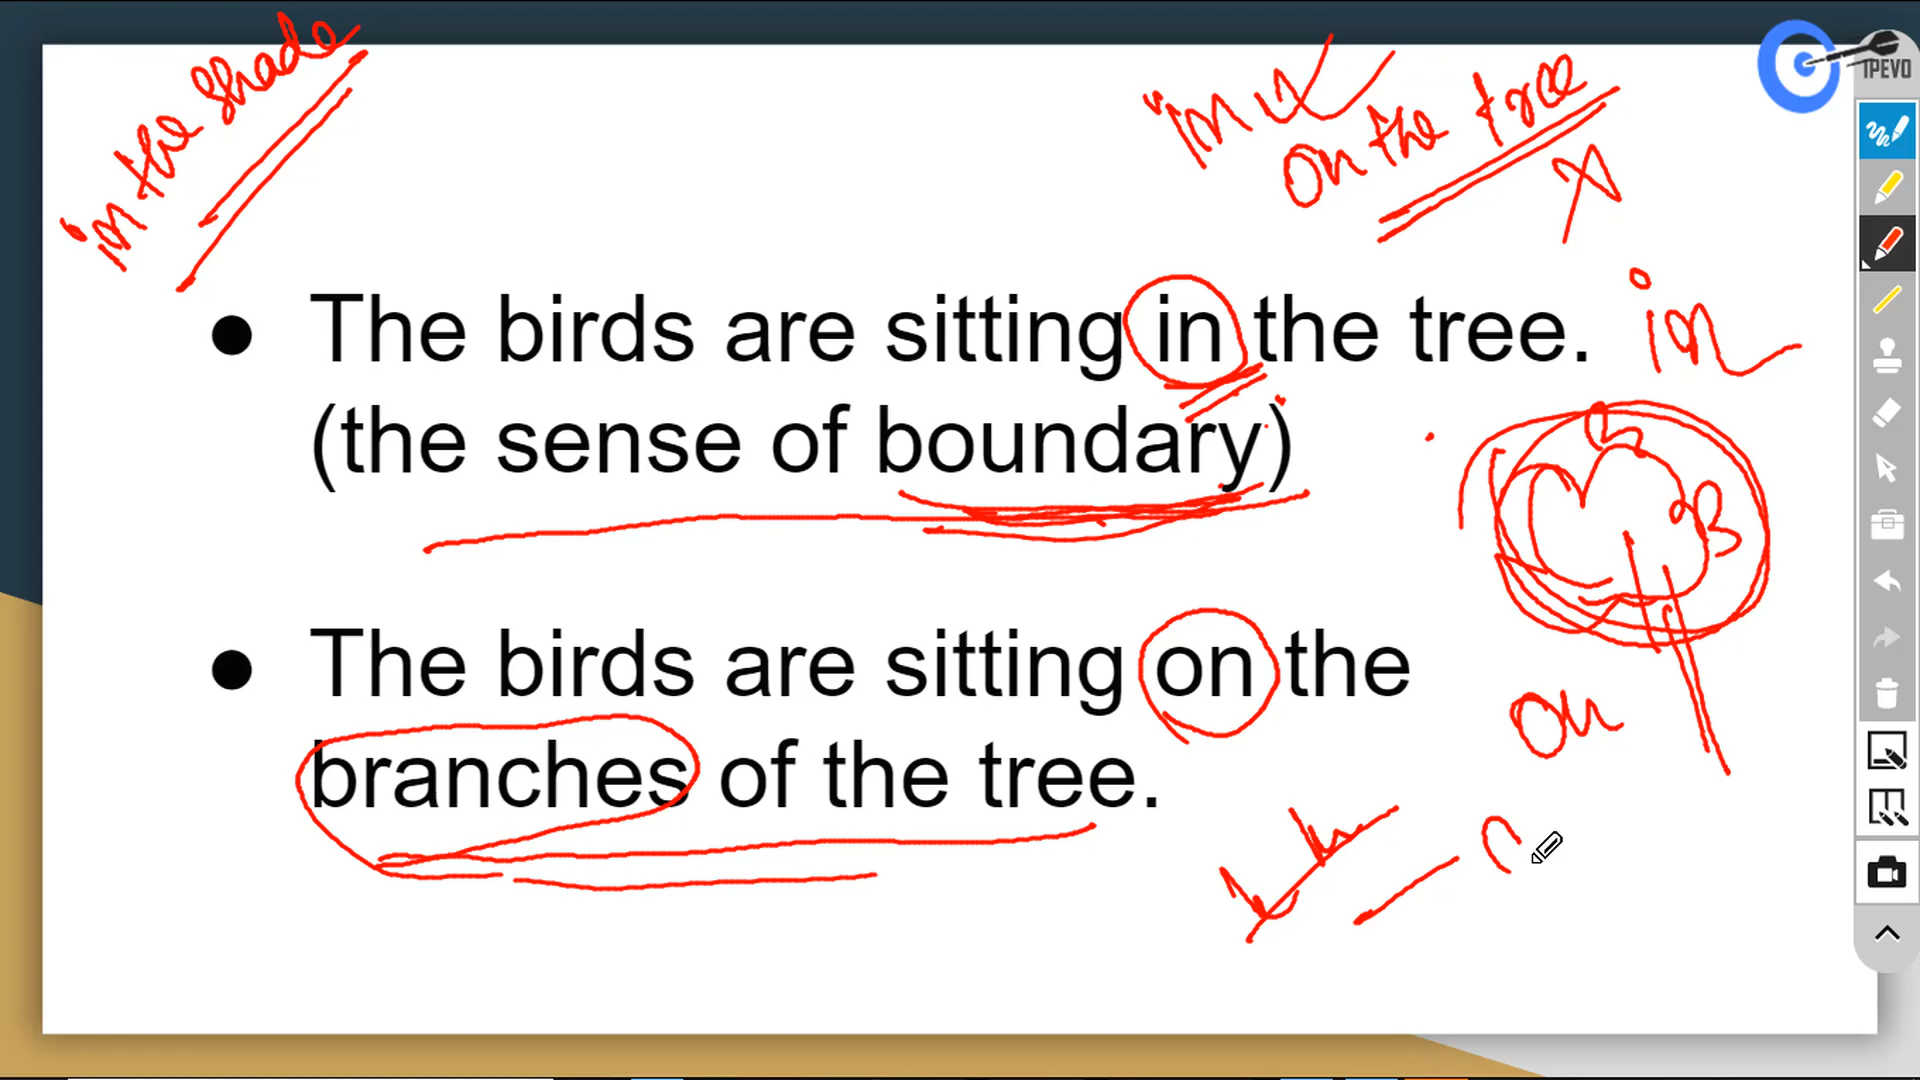 in the shade
in
on the tree
IPEVO
● The birds are sitting in the tree.
in
(the sense of boundary)
● The birds are sitting on the
on
branches of the tree.